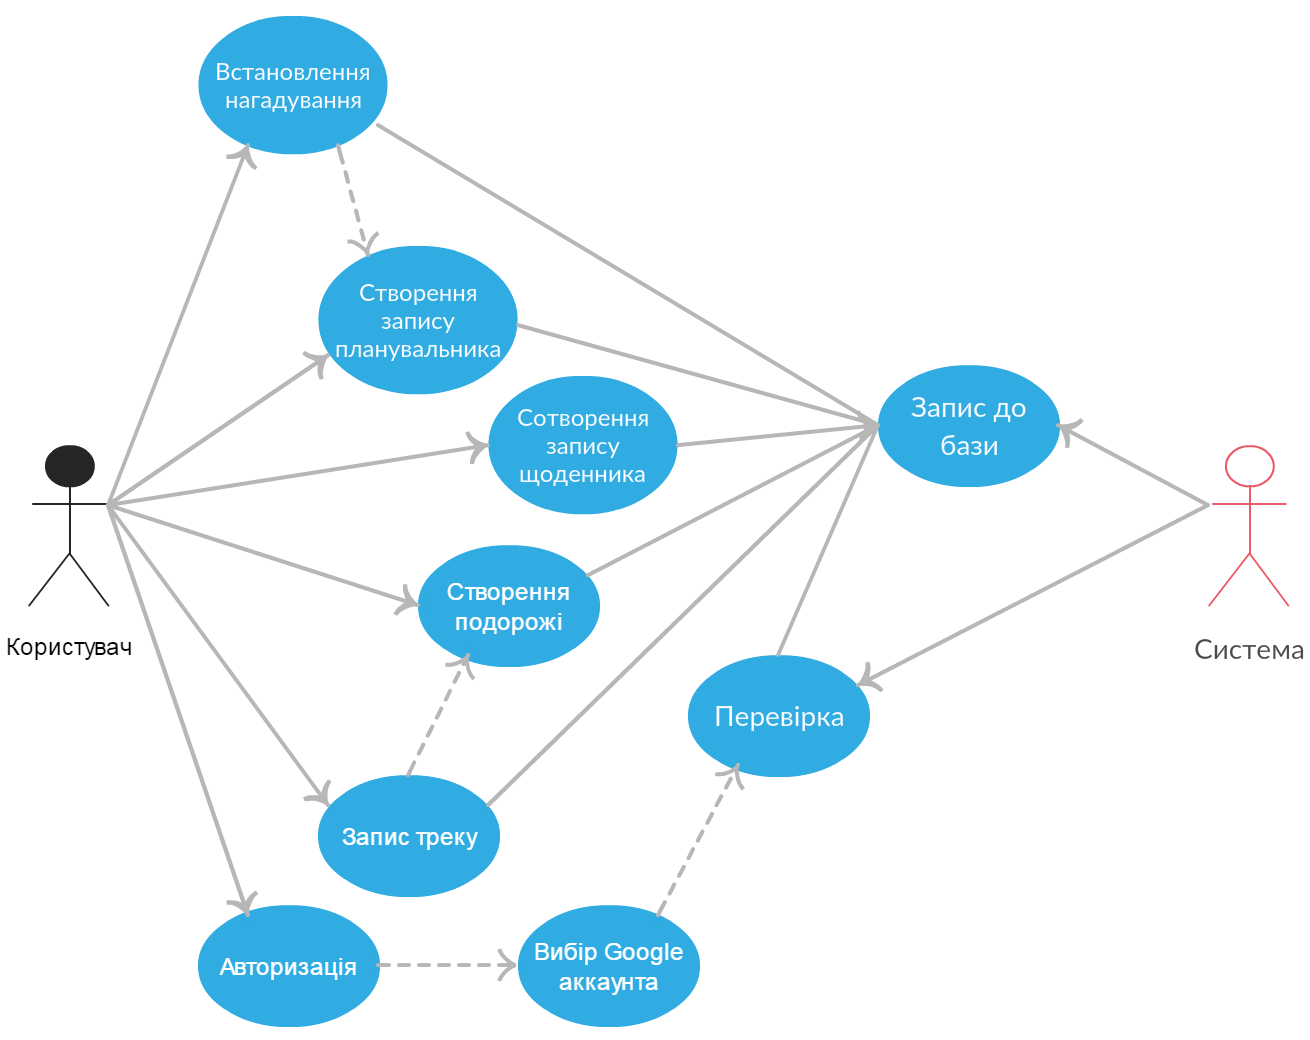 Встановлення
нагадування
Створення
запису
планувальника
Сотворення
запису
щоденника
Запис до
бази
Створення
подорожі
Користувач
Система
Перевірка
Запис треку
Авторизація
Вибір Google
аккаунта